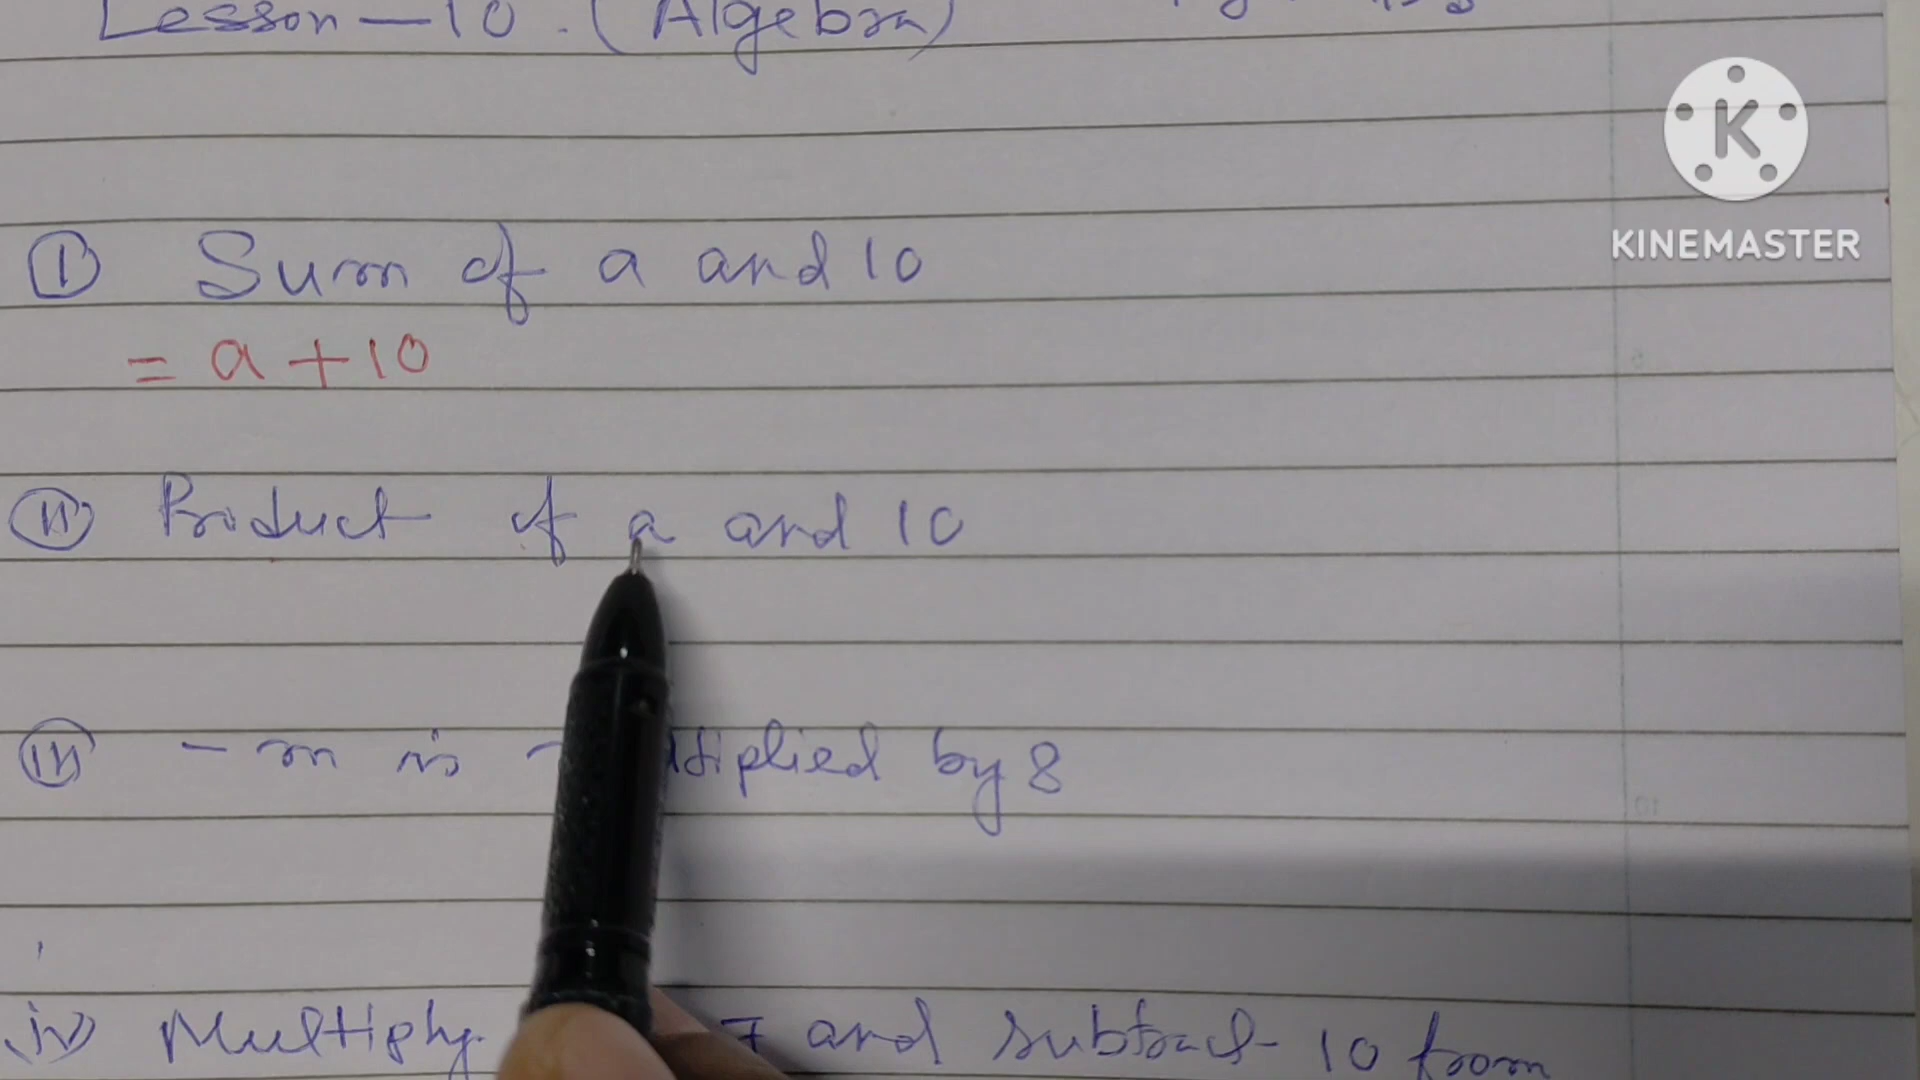 Lesson - 10 . (Algebra)
KINEMASTER
(I) Sum of a and 10
= a + 10
(II) Product of a and 10
(III) - m is by 8
iv) Multiply 7 and subtract 10 from